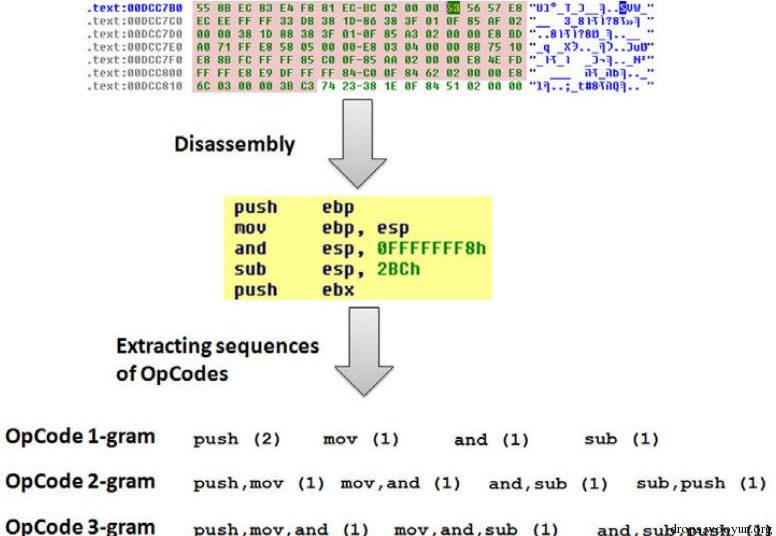 .text:00DCC7B0 55 8B EC 83 E4 F8 81 EC-BC 02 00 00 53 56 57 E8
.text:00DCC7C0 EC EE FF FF 33 DB 38 1D-86 38 3F 01 0F 85 AF 02
.text:00DCC7D0 00 00 38 1D 88 38 3F 01-0F 85 A3 02 00 00 E8 BD
.text:00DCC7E0 A0 71 FF E8 58 05 00 00-E8 03 04 00 00 8B 75 10
.text:00DCC7F0 E8 8B FC FF FF 85 C0 0F-85 AA 02 00 00 E8 4E FD
.text:00DCC800 FF FF E8 E9 DF FF FF 84-C0 0F 84 62 02 00 00 E8
.text:00DCC810 6C 03 00 00 3B C3 74 23-38 1E 0F 84 51 02 00 00
Disassembly
push ebp
mov ebp, esp
and esp, 0FFFFFFF8h
sub esp, 2BCh
push ebx
Extracting sequences
of OpCodes
OpCode 1-gram push (2) mov (1) and (1) sub (1)
OpCode 2-gram push,mov (1) mov,and (1) and,sub (1) sub,push (1)
OpCode 3-gram push,mov,and (1) mov,and,sub (1) and,sub,push (1)
drops.wooyun.org